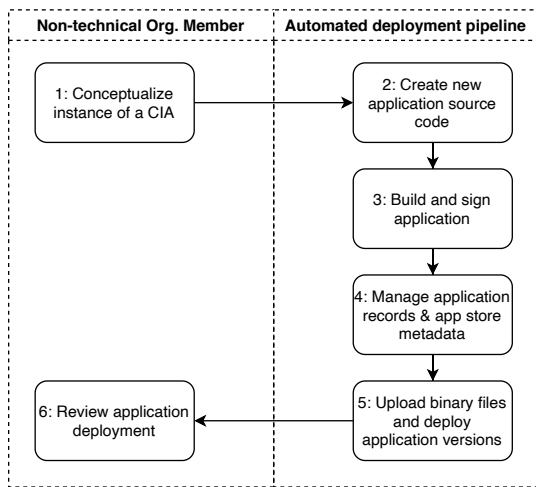 Non-technical Org. Member
Automated deployment pipeline
1: Conceptualize
instance of a CIA
2: Create new
application source
code
3: Build and sign
application
4: Manage application
records & app store
metadata
5: Upload binary files
and deploy
application versions
6: Review application
deployment